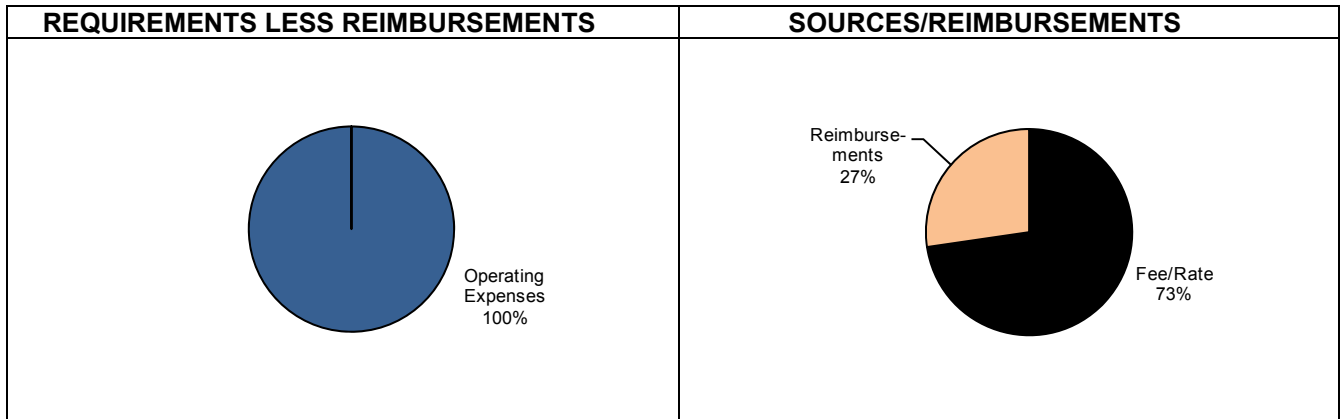 REQUIREMENTS LESS REIMBURSEMENTS
SOURCES/REIMBURSEMENTS
Operating
Expenses
100%
Reimburse-
ments
27%
Fee/Rate
73%